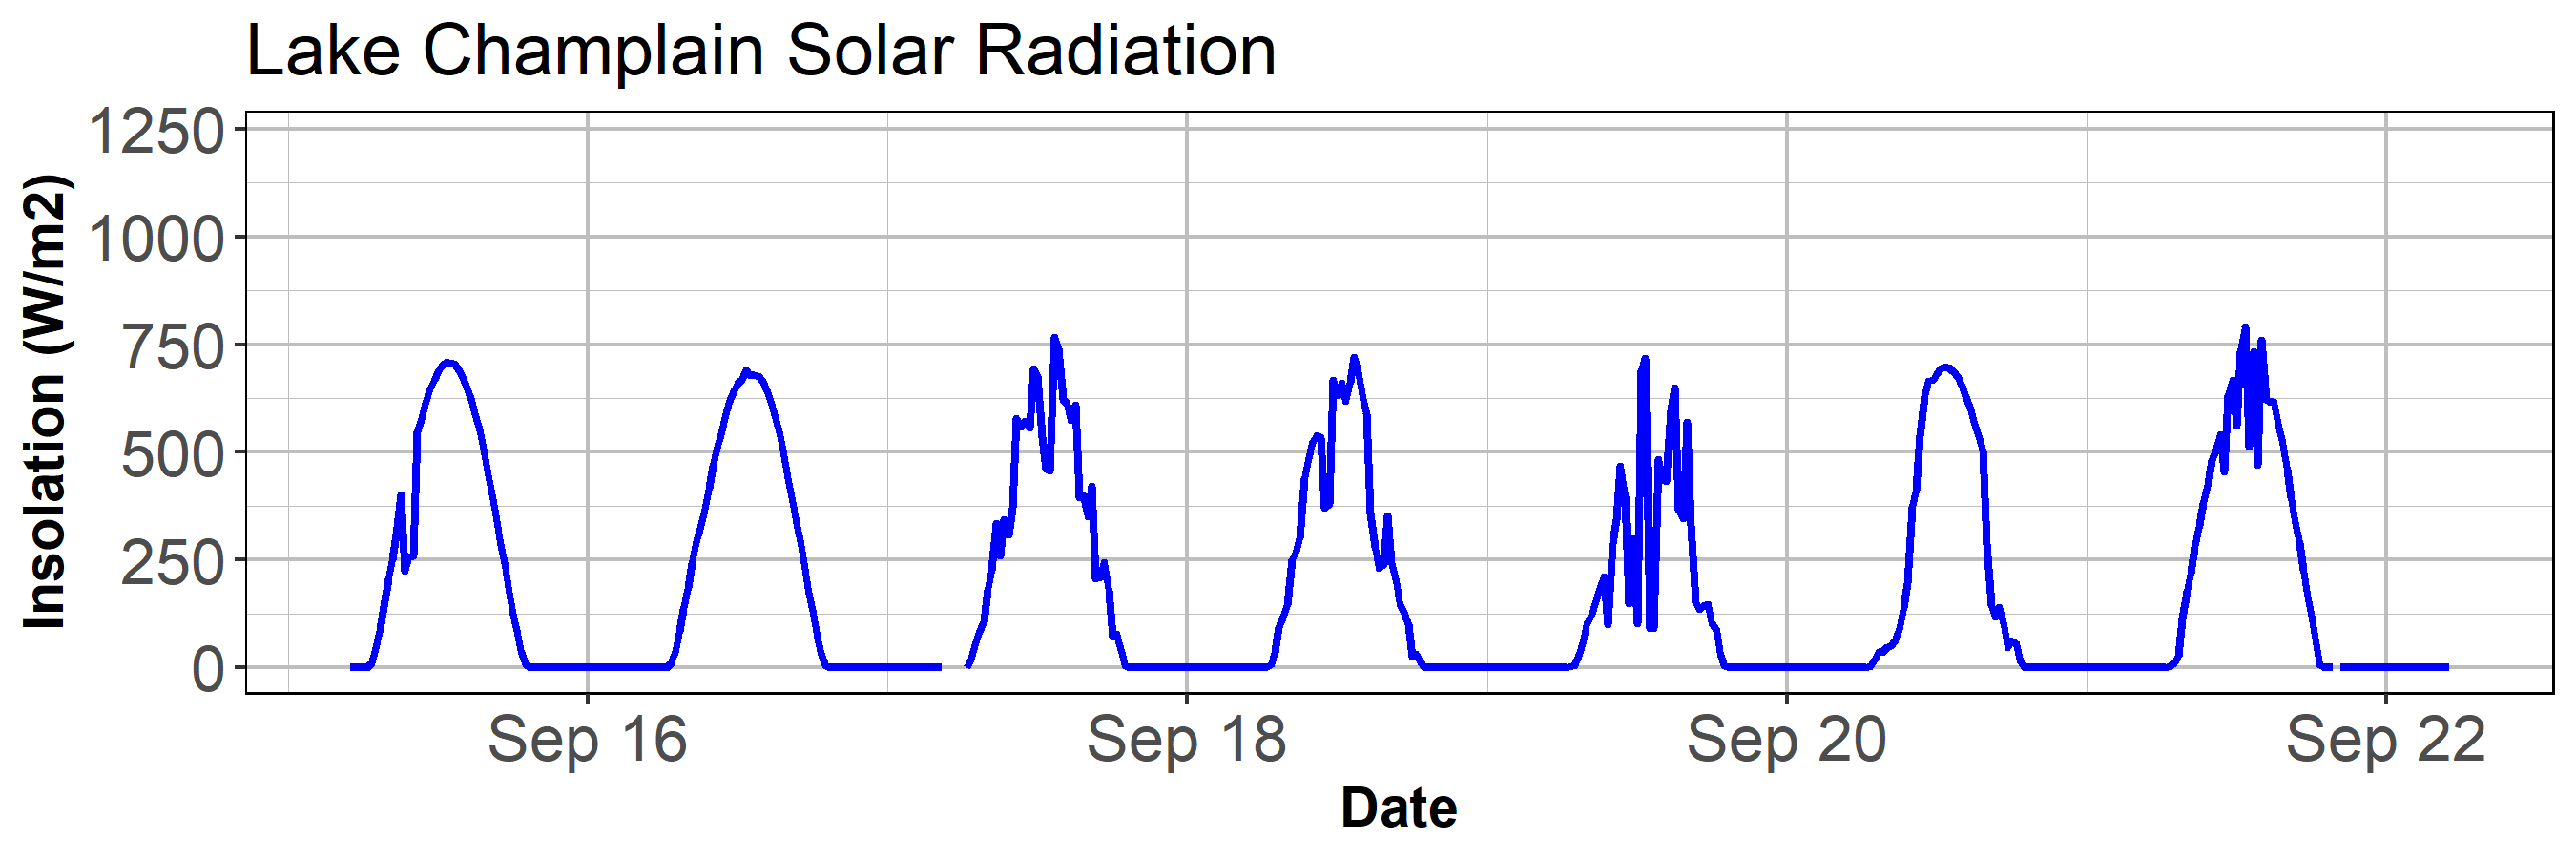 Lake Champlain Solar Radiation
Insolation (W/m2)
1250
1000
750
500
250
0
Sep 16 Sep 18 Sep 20 Sep 22
Date